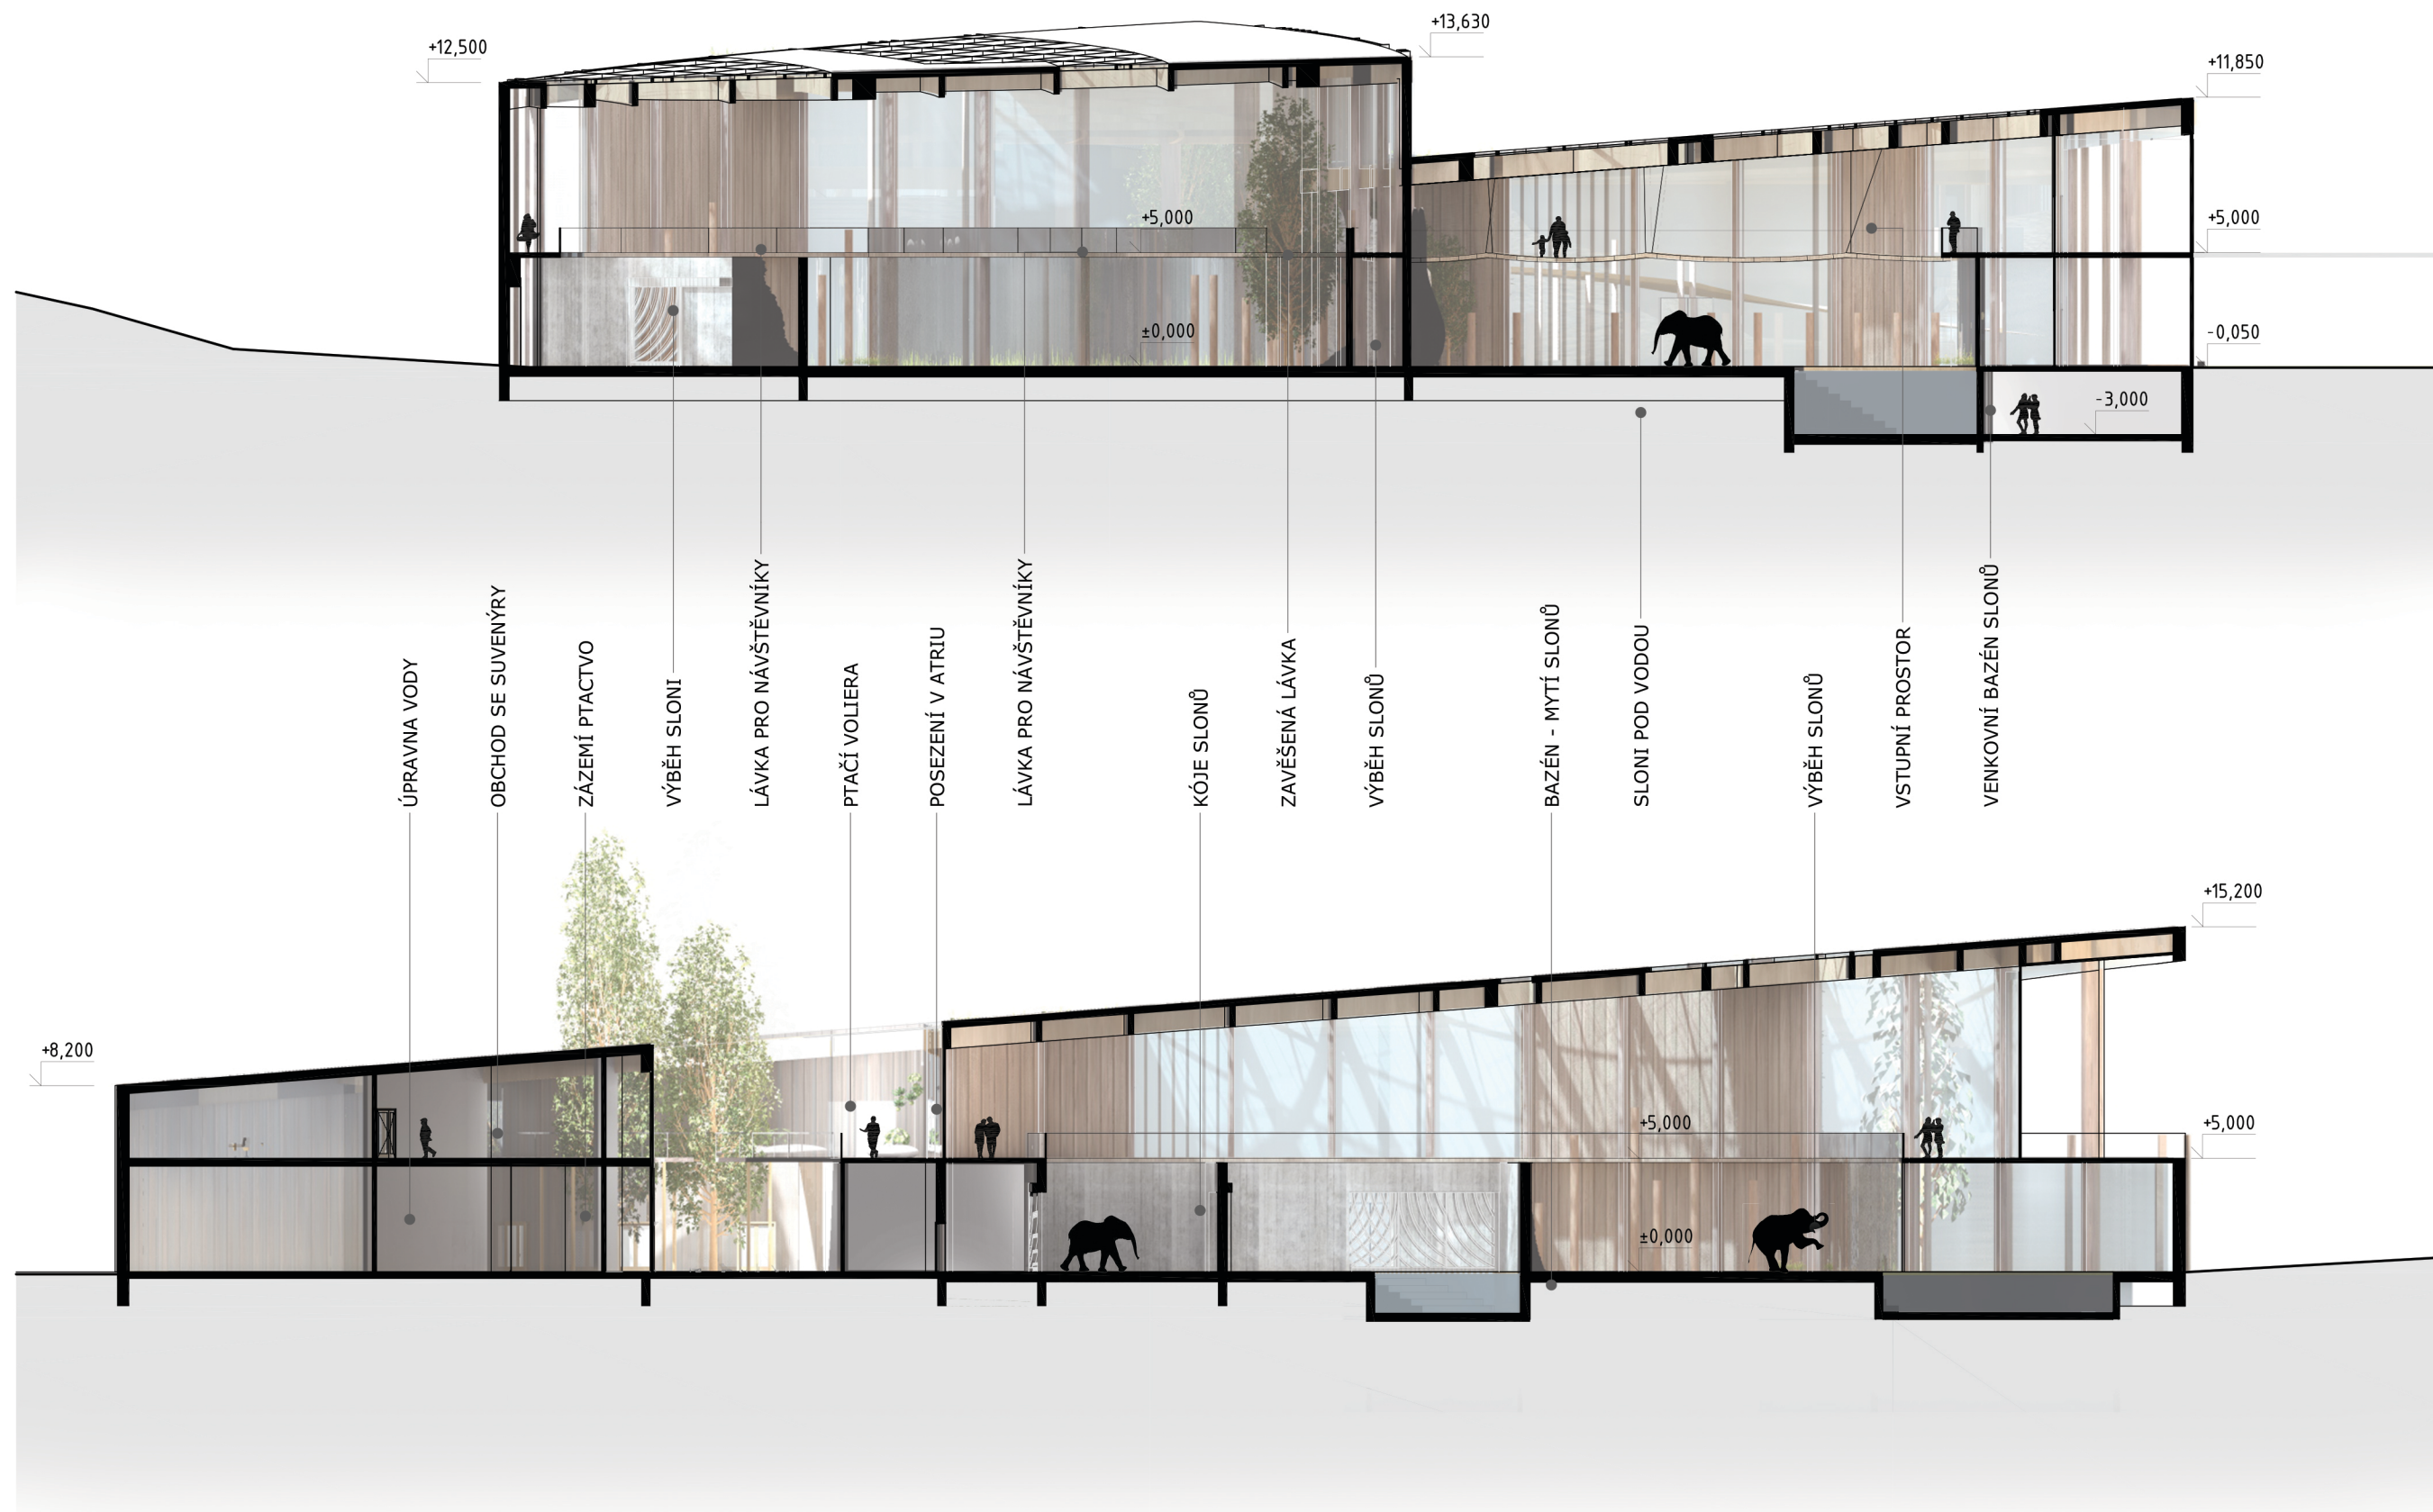 +13,630
+12,500
+11,850
+5,000
+5,000
±0,000
-0,050
-3,000
ÚPRAVNA VODY
OBCHOD SE SUVENÝRY
ZÁZEMÍ PTACTVO
VÝBĚH SLONI
LÁVKA PRO NÁVŠTĚVNÍKY
PTAČÍ VOLIERA
POSEZENÍ V ATRIU
LÁVKA PRO NÁVŠTĚVNÍKY
KÓJE SLONŮ
ZAVĚŠENÁ LÁVKA
VÝBĚH SLONŮ
BAZÉN - MYTÍ SLONŮ
SLONI POD VODOU
VÝBĚH SLONŮ
VSTUPNÍ PROSTOR
VENKOVNÍ BAZÉN SLONŮ
+15,200
+8,200
+5,000
+5,000
±0,000